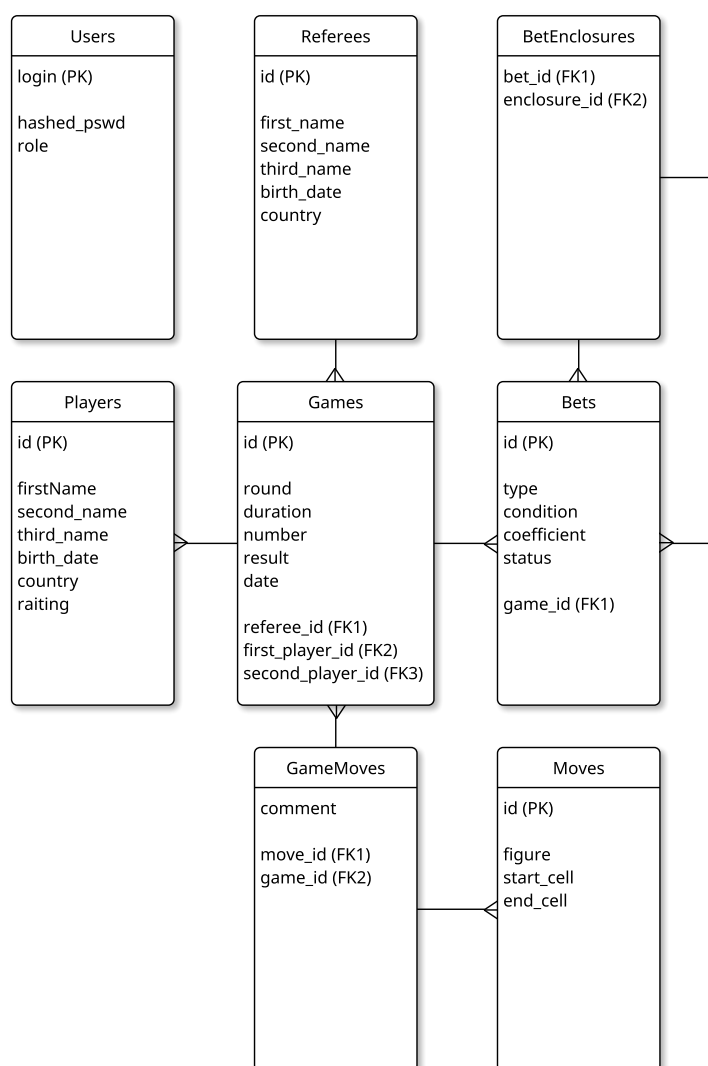 Users
login (PK)
hashed_pswd
role
Referees
id (PK)
first_name
second_name
third_name
birth_date
country
BetEnclosures
bet_id (FK1)
enclosure_id (FK2)
Players
id (PK)
firstName
second_name
third_name
birth_date
country
raiting
Games
id (PK)
round
duration
number
result
date
referee_id (FK1)
first_player_id (FK2)
second_player_id (FK3)
Bets
id (PK)
type
condition
coefficient
status
game_id (FK1)
GameMoves
comment
move_id (FK1)
game_id (FK2)
Moves
id (PK)
figure
start_cell
end_cell